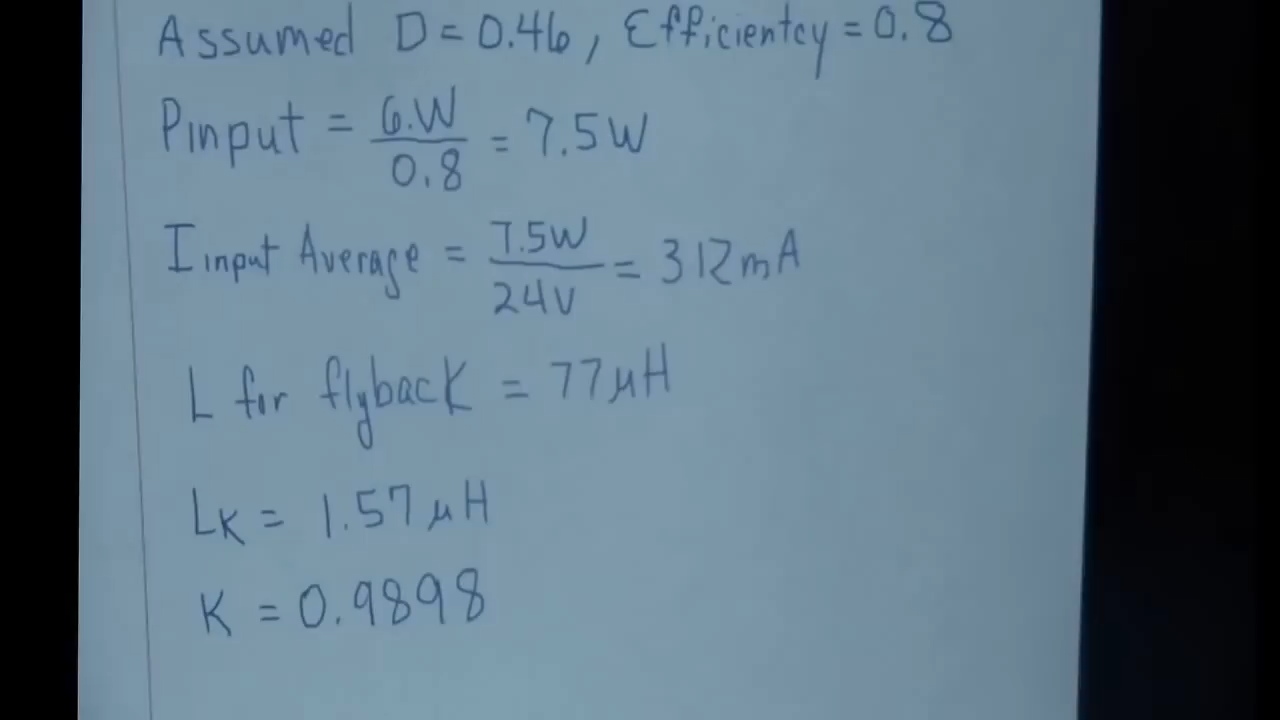 Assumed D = 0.46, Efficientcy = 0.8
Pinput = 6.W / 0.8 = 7.5W
I input Average = 7.5W / 24V = 312mA
L for flyback = 77μH
LK = 1.57μH
K = 0.9898